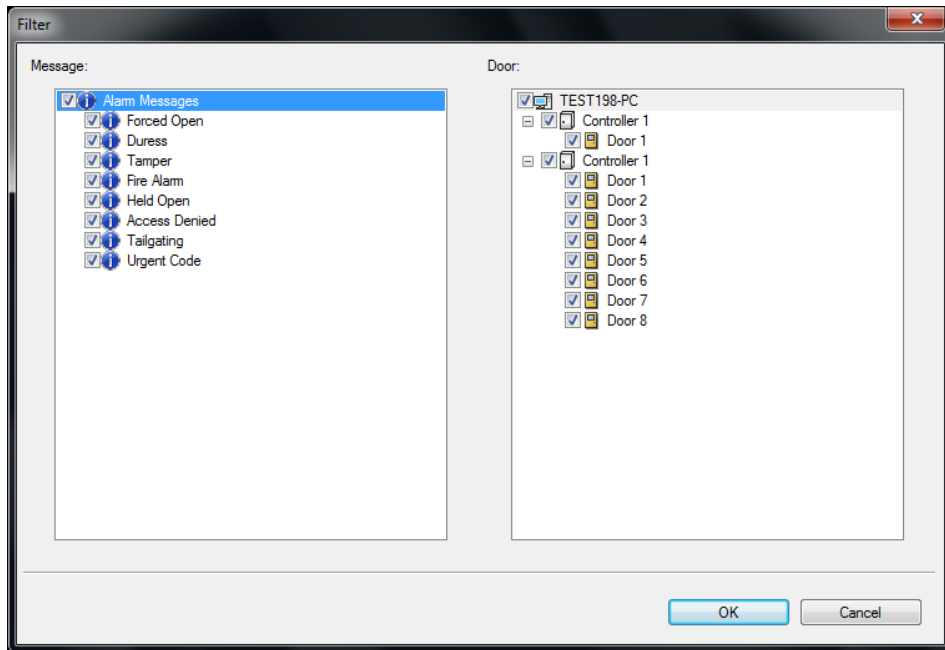 Filter
Message:
Alarm Messages
Forced Open
Duress
Tamper
Fire Alarm
Held Open
Access Denied
Tailgating
Urgent Code
Door:
TEST198-PC
Controller 1
Door 1
Controller 1
Door 1
Door 2
Door 3
Door 4
Door 5
Door 6
Door 7
Door 8
OK
Cancel